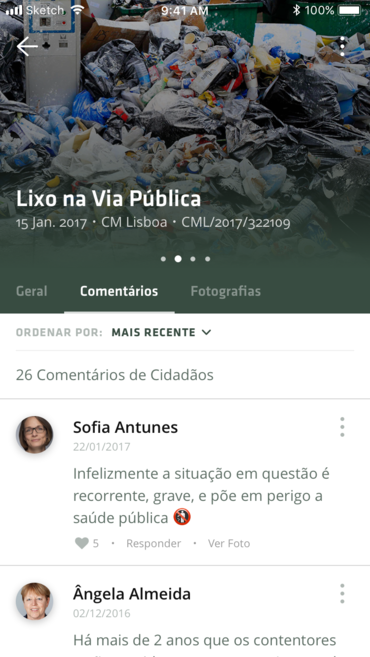 Sketch 9:41 AM 100%
Lixo na Via Pública
15 Jan. 2017 • CM Lisboa • CML/2017/322109
Geral Comentários Fotografias
ORDENAR POR: MAIS RECENTE
26 Comentários de Cidadãos
Sofia Antunes
22/01/2017
Infelizmente a situação em questão é
recorrente, grave, e põe em perigo a
saúde pública
5 • Responder • Ver Foto
Ângela Almeida
02/12/2016
Há mais de 2 anos que os contentores